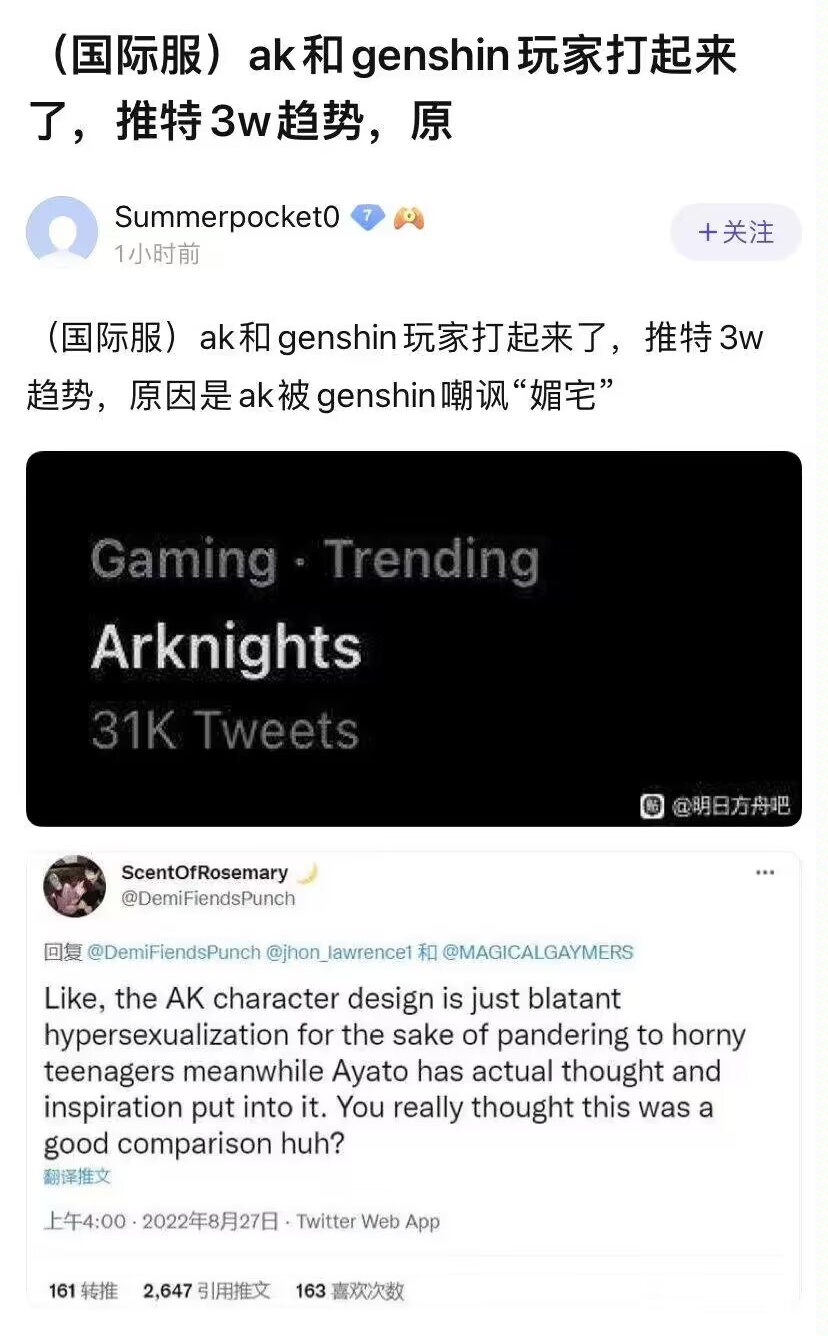 （国际服）ak和genshin玩家打起来
了，推特3w趋势，原
Summerpocket0
7
1小时前
+关注
（国际服）ak和genshin玩家打起来了，推特3w
趋势，原因是ak被genshin嘲讽“媚宅”
Gaming · Trending
Arknights
31K Tweets
贴 @明日方舟吧
ScentOfRosemary
@DemiFiendsPunch
回复 @DemiFiendsPunch @jhon_lawrence1 和 @MAGICALGAYMERS
Like, the AK character design is just blatant
hypersexualization for the sake of pandering to horny
teenagers meanwhile Ayato has actual thought and
inspiration put into it. You really thought this was a
good comparison huh?
翻译推文
上午4:00 · 2022年8月27日 · Twitter Web App
161 转推 2,647 引用推文 163 喜欢次数